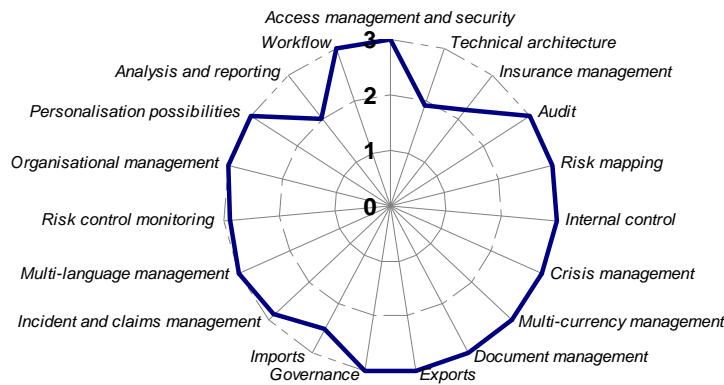 Access management and security
3
Workflow
Technical architecture
Analysis and reporting
Insurance management
2
Personalisation possibilities
Audit
1
Organisational management
Risk mapping
0
Risk control monitoring
Internal control
Multi-language management
Crisis management
Incident and claims management
Multi-currency management
Imports
Document management
Governance
Exports